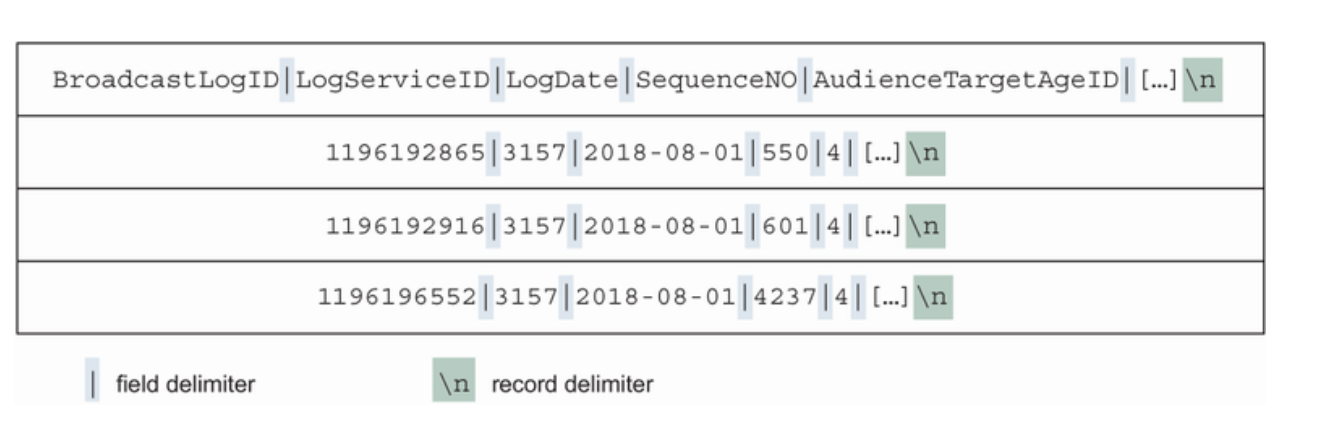 BroadcastLogID|LogServiceID|LogDate|SequenceNO|AudienceTargetAgeID|[…]\n
1196192865|3157|2018-08-01|550|4|[…]\n
1196192916|3157|2018-08-01|601|4|[…]\n
1196196552|3157|2018-08-01|4237|4|[…]\n
| field delimiter \n record delimiter